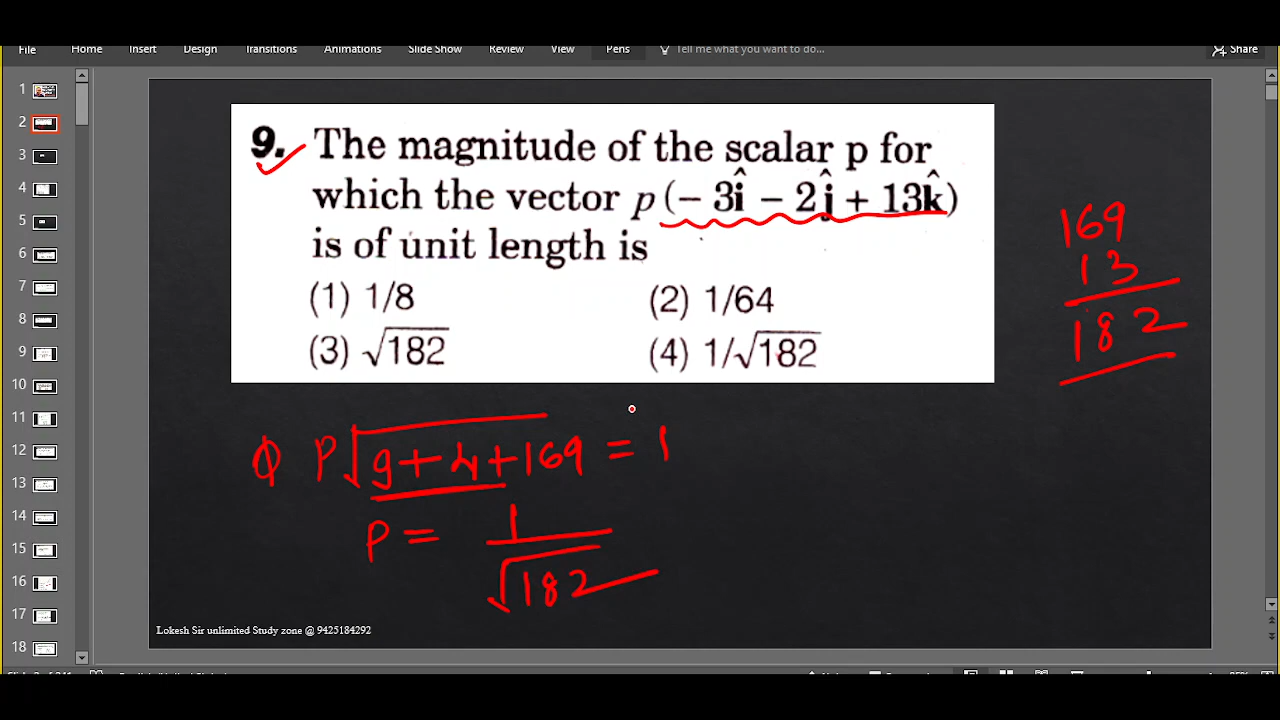 File Home Insert Design Transitions Animations Slide Show Review View Pens Tell me what you want to do... Share
1
2
3
4
5
6
7
8
9
10
11
12
13
14
15
16
17
18
9. The magnitude of the scalar p for
which the vector p(− 3î − 2ĵ + 13k̂)
is of unit length is
(1) 1/8 (2) 1/64
(3) √182 (4) 1/√182
169
13
182
P√9+4+169 = 1
P = 1/√182
Lokesh Sir unlimited Study zone @ 9425184292